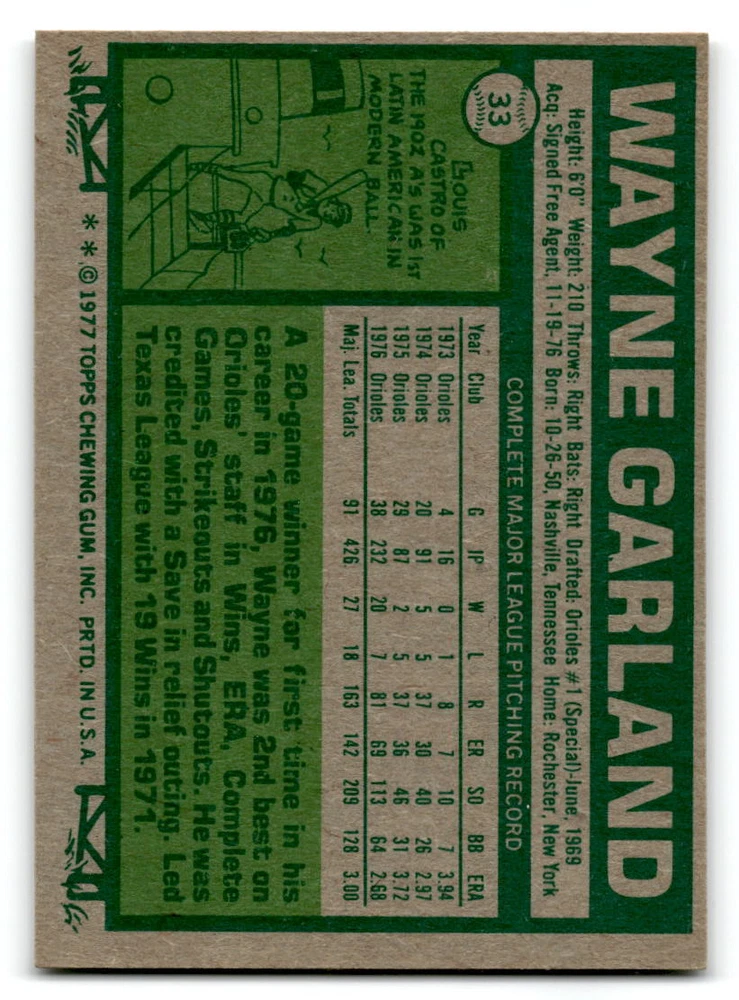 WAYNE GARLAND
33
Height: 6'0" Weight: 210 Throws: Right Bats: Right Drafted: Orioles #1 (Special)-June, 1969
Acq: Signed Free Agent, 11-19-76 Born: 10-26-50, Nashville, Tennessee Home: Rochester, New York
COMPLETE MAJOR LEAGUE PITCHING RECORD
Year Club G IP W L R ER SO BB ERA
1973 Orioles 4 16 0 1 8 7 10 7 3.94
1974 Orioles 20 91 5 5 37 30 40 26 2.97
1975 Orioles 29 87 2 5 37 36 46 31 3.72
1976 Orioles 38 232 20 7 81 69 113 64 2.68
Maj. Lea. Totals 91 426 27 18 163 142 209 128 3.00
LOUIS
CASTRO OF
THE 1902 A'S WAS 1ST
LATIN AMERICAN IN
MODERN BALL.
A 20-game winner for first time in his
career in 1976, Wayne was 2nd best on
Orioles' staff in Wins, ERA, Complete
Games, Strikeouts and Shutouts. He was
credited with a Save in relief outing. Led
Texas League with 19 Wins in 1971.
* * © 1977 TOPPS CHEWING GUM, INC. PRTD. IN U.S.A.